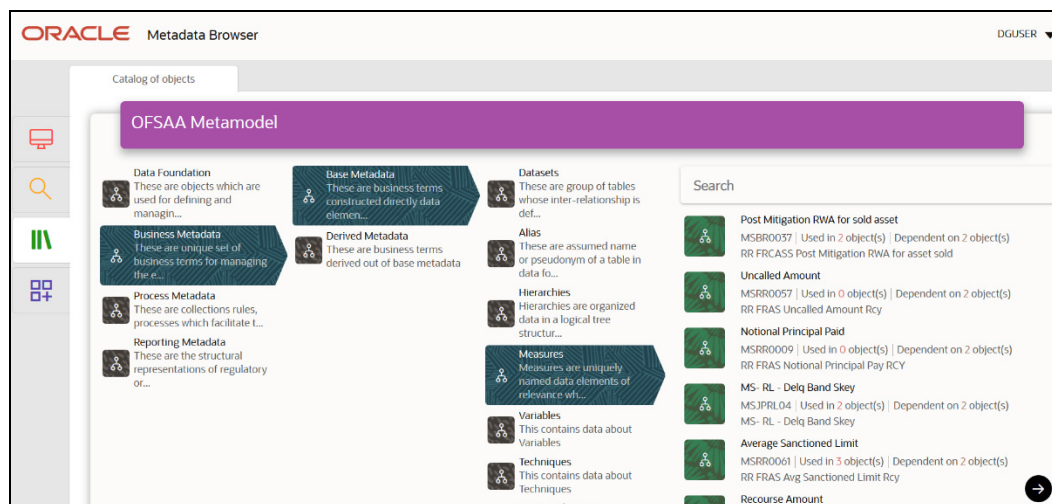 ORACLE Metadata Browser
DGUSER
Catalog of objects
OFSAA Metamodel
Data Foundation
These are objects which are
used for defining and
managin...
Business Metadata
These are unique set of
business terms for managing
the e...
Process Metadata
These are collections rules,
processes which facilitate t...
Reporting Metadata
These are the structural
representations of regulatory
or...
Base Metadata
These are business terms
constructed directly data
elemen...
Derived Metadata
These are business terms
derived out of base metadata
Datasets
These are group of tables
whose inter-relationship is
def...
Alias
These are assumed name
or pseudonym of a table in
data fo...
Hierarchies
Hierarchies are organized
data in a logical tree
structur...
Measures
Measures are uniquely
named data elements of
relevance wh...
Variables
This contains data about
Variables
Techniques
This contains data about
Techniques
Search
Post Mitigation RWA for sold asset
MSBR0037 | Used in 2 object(s) | Dependent on 2 object(s)
RR FRCASS Post Mitigation RWA for asset sold
Uncalled Amount
MSRR0057 | Used in 0 object(s) | Dependent on 2 object(s)
RR FRAS Uncalled Amount Rcy
Notional Principal Paid
MSRR0009 | Used in 0 object(s) | Dependent on 2 object(s)
RR FRAS Notional Principal Pay RCY
MS- RL - Delq Band Skey
MSJPRL04 | Used in 2 object(s) | Dependent on 2 object(s)
MS- RL - Delq Band Skey
Average Sanctioned Limit
MSRR0061 | Used in 3 object(s) | Dependent on 2 object(s)
RR FRAS Avg Sanctioned Limit Rcy
Recourse Amount